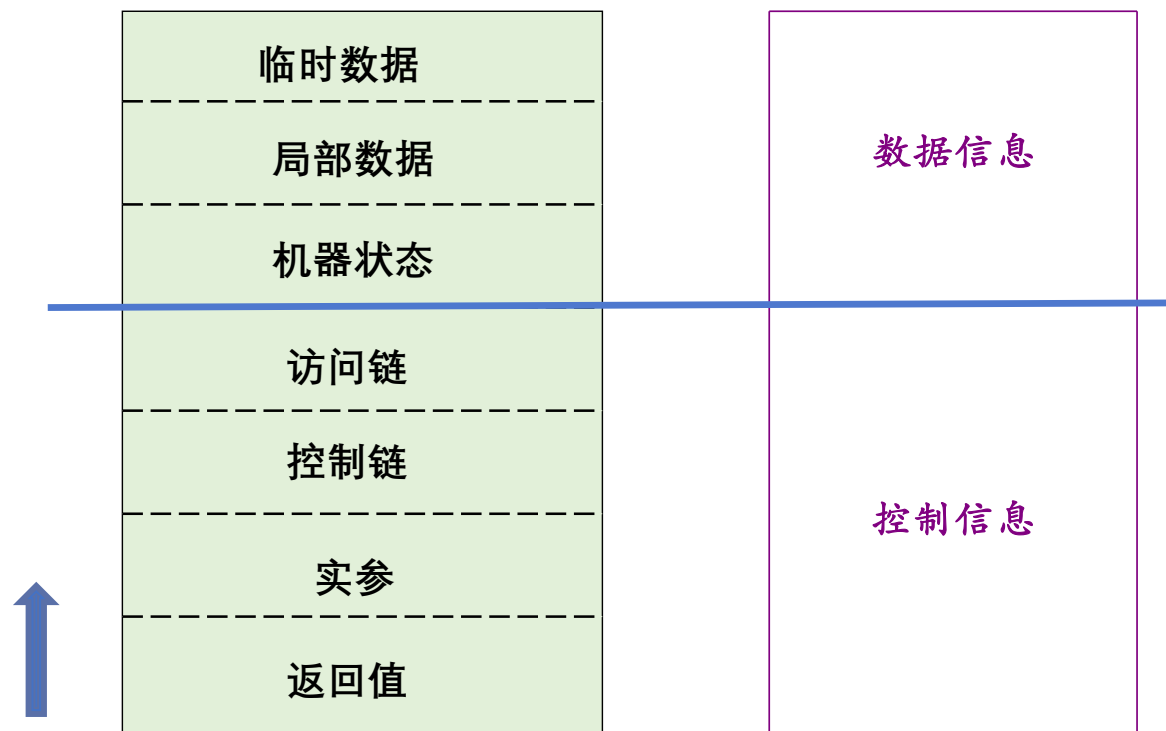 临时数据
局部数据
机器状态
访问链
控制链
实参
返回值
数据信息
控制信息